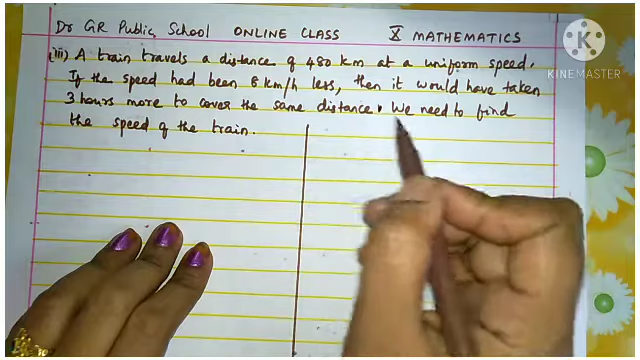 Dr GR Public School ONLINE CLASS X MATHEMATICS
(iii) A train travels a distance of 480 km at a uniform speed.
If the speed had been 8 km/h less, then it would have taken
3 hours more to cover the same distance. We need to find
the speed of the train.
K
KINEMASTER